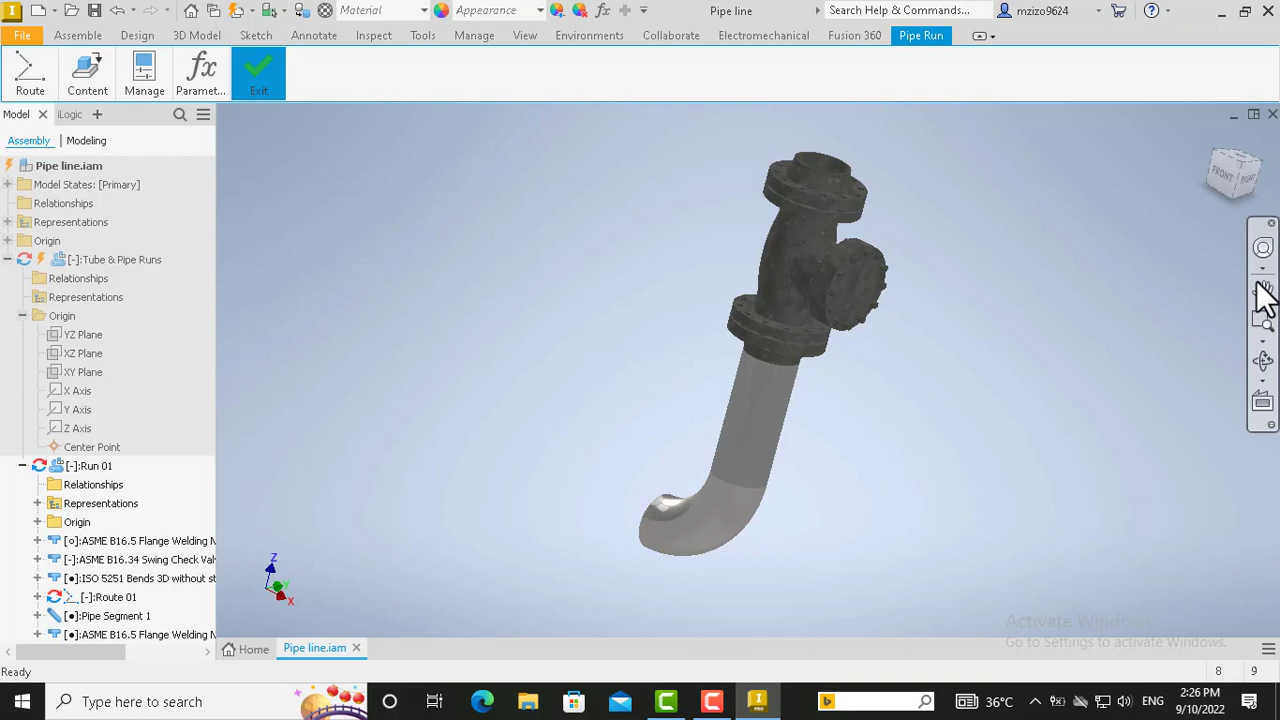 Material
Appearance
Pipe line
Search Help & Commands...
mzizo9624
File
Assembly
Design
3D Model
Sketch
Annotate
Inspect
Tools
Manage
View
Environments
Collaborate
Electromechanical
Fusion 360
Pipe Run
Route
Content
Manage
Paramet...
Exit
Model
iLogic
Assembly
Modeling
Pipe line.iam
Model States: [Primary]
Relationships
Representations
Origin
[-]:Tube & Pipe Runs
Relationships
Representations
Origin
YZ Plane
XZ Plane
XY Plane
X Axis
Y Axis
Z Axis
Center Point
[-]:Run 01
Relationships
Representations
Origin
[○]:ASME B16.5 Flange Welding N
[-]:ASME B16.34 Swing Check Val
[●]:ISO 5251 Bends 3D without st
[-]:Route 01
[●]:Pipe Segment 1
[●]:ASME B16.5 Flange Welding N
FRONT
RIGHT
Z
Y
X
Activate Windows
Go to Settings to activate Windows.
Home
Pipe line.iam
Ready
8
9
Type here to search
PRO
36°C
ENG
2:26 PM
9/10/2022